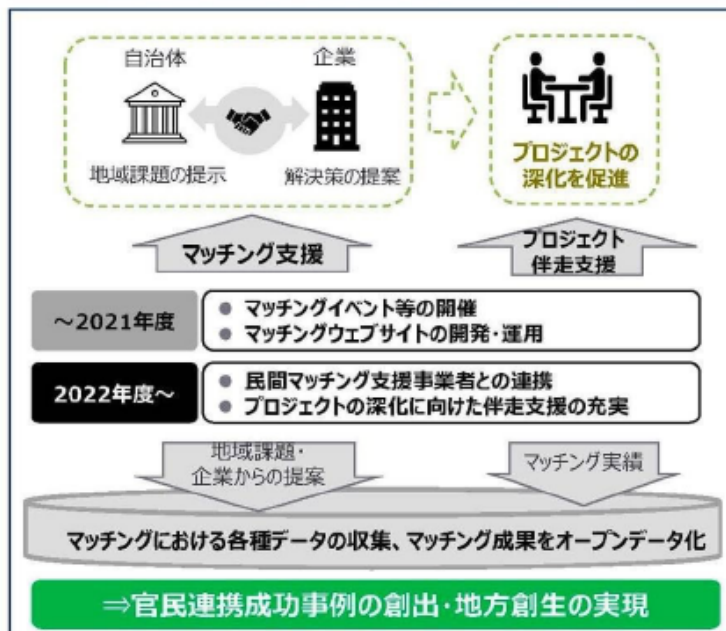 自治体
企業
地域課題の提示
解決策の提案
プロジェクトの
深化を促進
マッチング支援
プロジェクト
伴走支援
～2021年度
● マッチングイベント等の開催
● マッチングウェブサイトの開発・運用
2022年度～
● 民間マッチング支援事業者との連携
● プロジェクトの深化に向けた伴走支援の充実
地域課題・
企業からの提案
マッチング実績
マッチングにおける各種データの収集、マッチング成果をオープンデータ化
⇒官民連携成功事例の創出・地方創生の実現